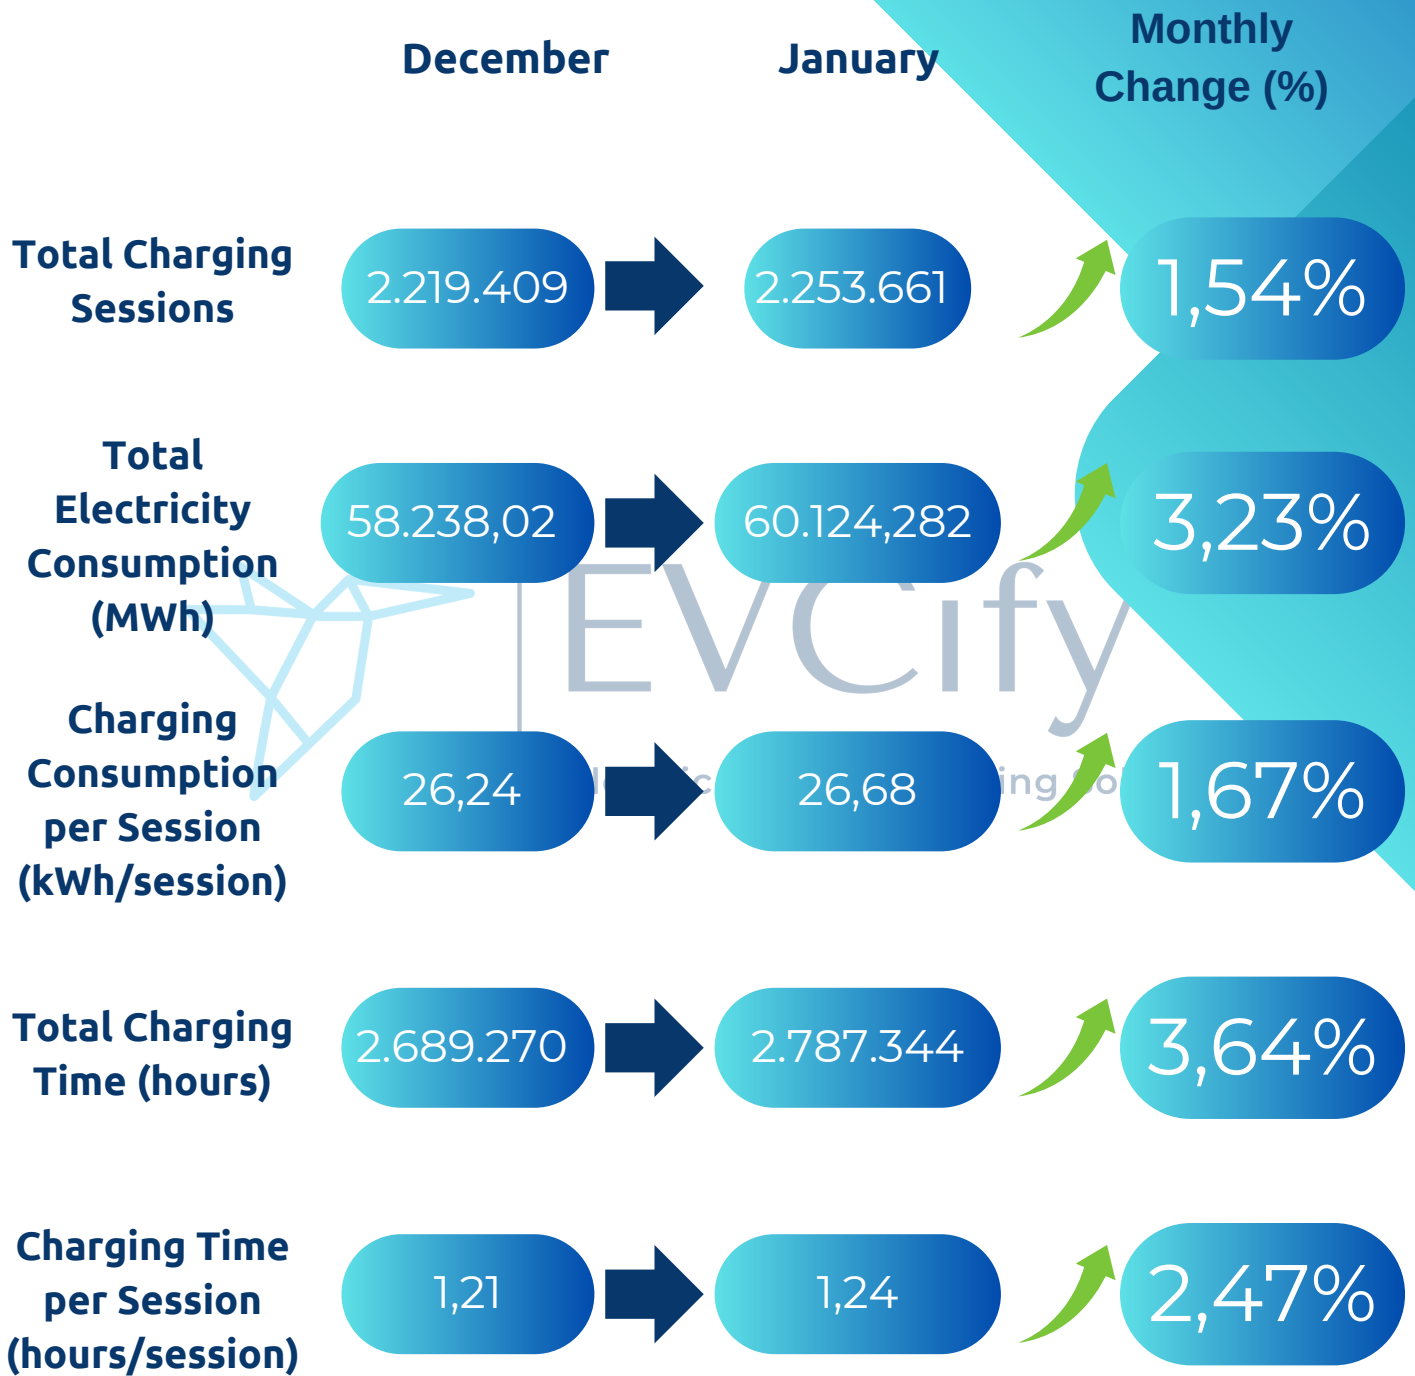 December
January
Monthly
Change (%)
Total Charging
Sessions
2.219.409
2.253.661
1,54%
Total
Electricity
Consumption
(MWh)
58.238,02
60.124,282
3,23%
EVCify
Charging
Consumption
per Session
(kWh/session)
26,24
26,68
1,67%
Total Charging
Time (hours)
2.689.270
2.787.344
3,64%
Charging Time
per Session
(hours/session)
1,21
1,24
2,47%